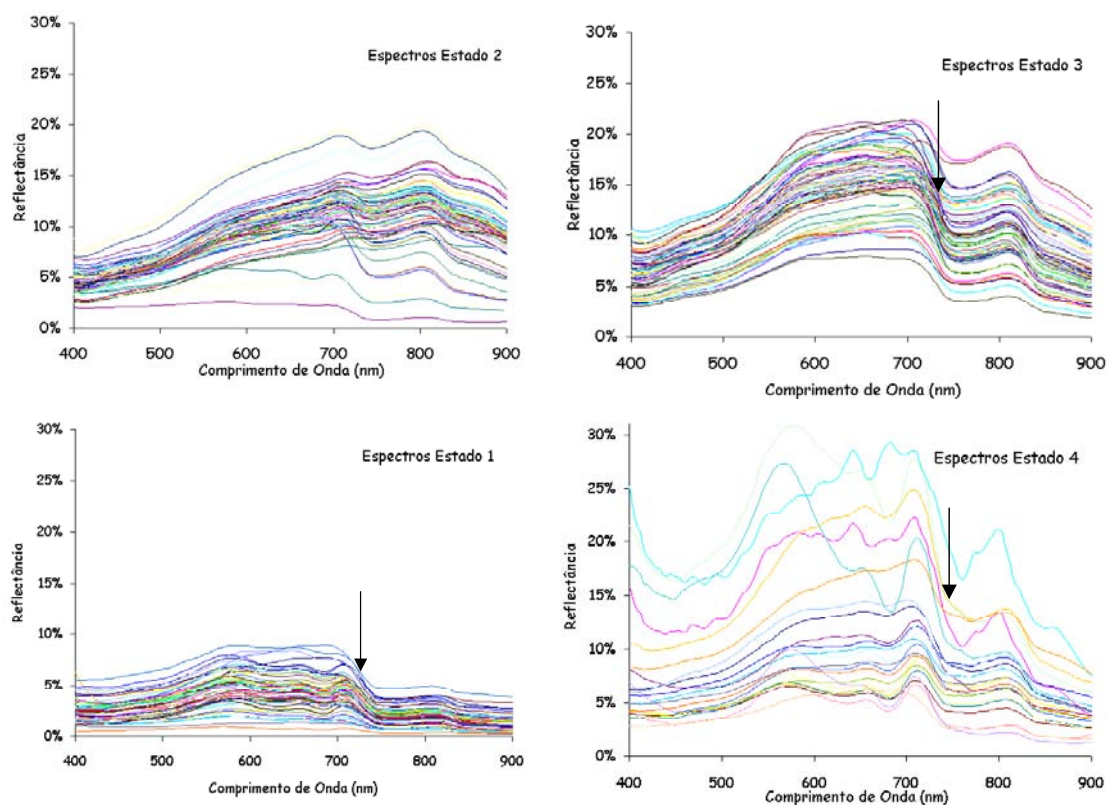 Espectros Estado 2
Reflectância
30%
25%
20%
15%
10%
5%
0%
400 500 600 700 800 900
Comprimento de Onda (nm)
Espectros Estado 3
Reflectância
30%
25%
20%
15%
10%
5%
0%
400 500 600 700 800 900
Comprimento de Onda (nm)
Espectros Estado 1
Reflectância
30%
25%
20%
15%
10%
5%
0%
400 500 600 700 800 900
Comprimento de Onda (nm)
Espectros Estado 4
Reflectância
30%
25%
20%
15%
10%
5%
0%
400 500 600 700 800 900
Comprimento de Onda (nm)